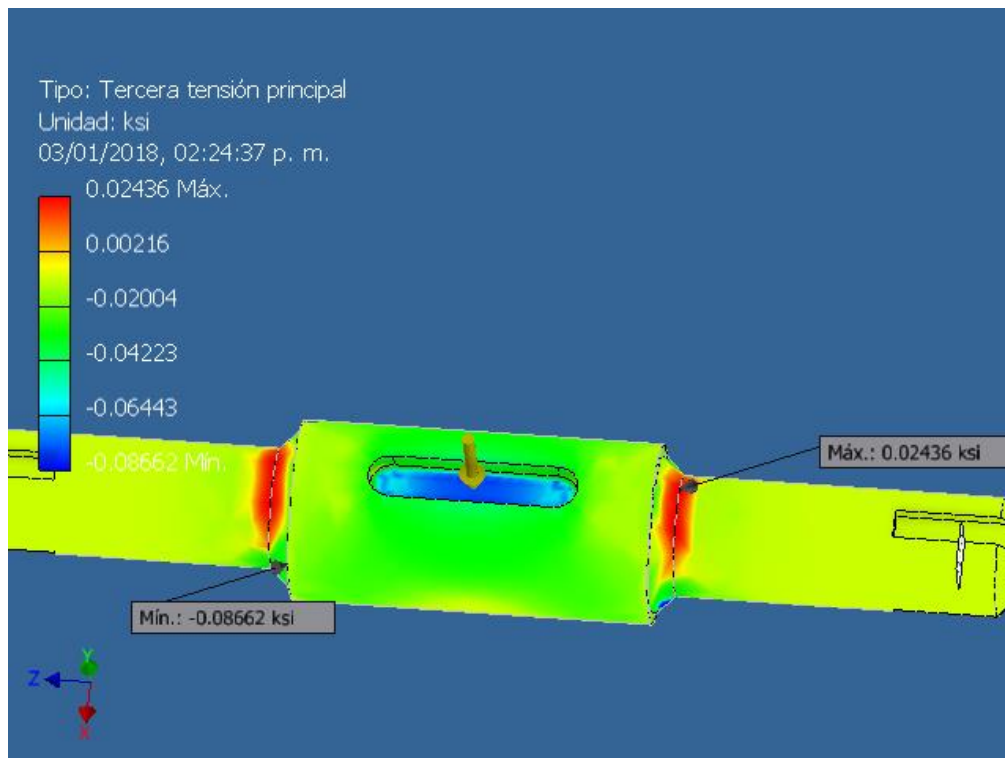 Tipo: Tercera tensión principal
Unidad: ksi
03/01/2018, 02:24:37 p. m.
0.02436 Máx.
0.00216
-0.02004
-0.04223
-0.06443
-0.08662 Mín.
Máx.: 0.02436 ksi
Mín.: -0.08662 ksi
Y
Z
X